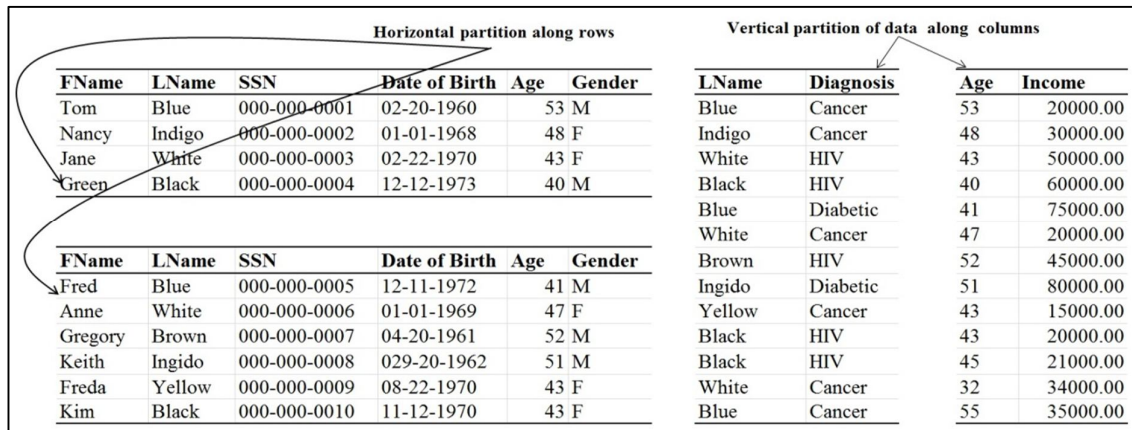 Horizontal partition along rows
Vertical partition of data along columns
FName LName SSN Date of Birth Age Gender
Tom Blue 000-000-0001 02-20-1960 53 M
Nancy Indigo 000-000-0002 01-01-1968 48 F
Jane White 000-000-0003 02-22-1970 43 F
Green Black 000-000-0004 12-12-1973 40 M
FName LName SSN Date of Birth Age Gender
Fred Blue 000-000-0005 12-11-1972 41 M
Anne White 000-000-0006 01-01-1969 47 F
Gregory Brown 000-000-0007 04-20-1961 52 M
Keith Ingido 000-000-0008 029-20-1962 51 M
Freda Yellow 000-000-0009 08-22-1970 43 F
Kim Black 000-000-0010 11-12-1970 43 F
LName Diagnosis
Blue Cancer
Indigo Cancer
White HIV
Black HIV
Blue Diabetic
White Cancer
Brown HIV
Ingido Diabetic
Yellow Cancer
Black HIV
Black HIV
White Cancer
Blue Cancer
Age Income
53 20000.00
48 30000.00
43 50000.00
40 60000.00
41 75000.00
47 20000.00
52 45000.00
51 80000.00
43 15000.00
43 20000.00
45 21000.00
32 34000.00
55 35000.00